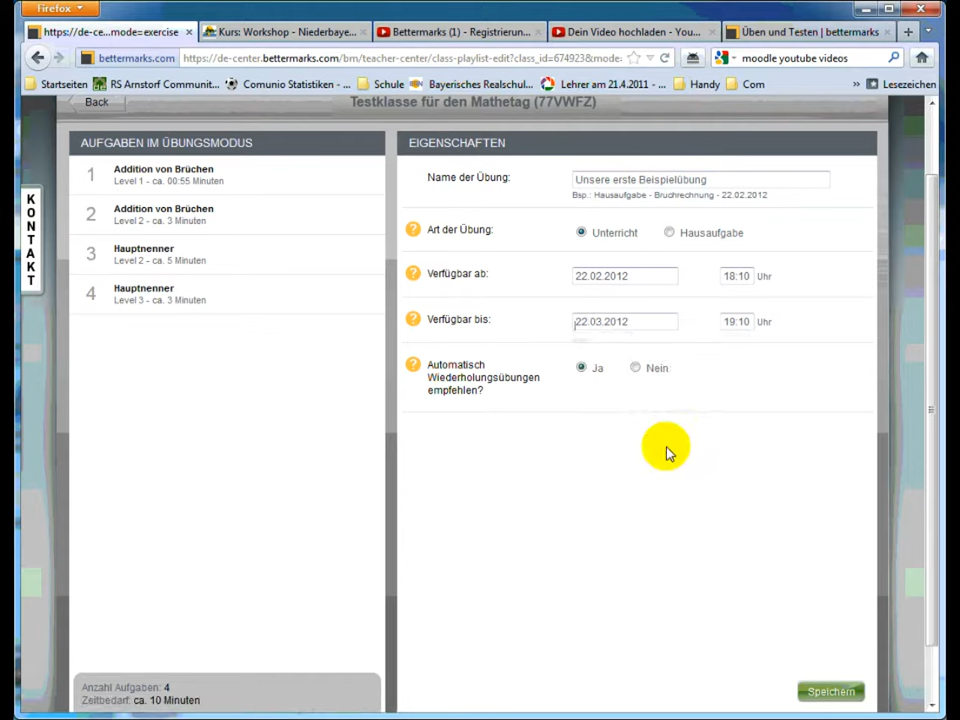 Firefox
https://de-ce...mode=exercise
Kurs: Workshop - Niederbaye...
Bettermarks (1) - Registrierun...
Dein Video hochladen - You...
Üben und Testen | bettermarks
bettermarks.com
https://de-center.bettermarks.com/bm/teacher-center/class-playlist-edit?class_id=674923&mode:
moodle youtube videos
Startseiten
RS Arnstorf Communit...
Comunio Statistiken - ...
Schule
Bayerisches Realschul...
Lehrer am 21.4.2011 - ...
Handy
Com
»
Lesezeichen
Back
Testklasse für den Mathetag (77VWFZ)
KONTAKT
AUFGABEN IM ÜBUNGSMODUS
1
Addition von Brüchen
Level 1 - ca. 00:55 Minuten
2
Addition von Brüchen
Level 2 - ca. 3 Minuten
3
Hauptnenner
Level 2 - ca. 5 Minuten
4
Hauptnenner
Level 3 - ca. 3 Minuten
Anzahl Aufgaben: 4
Zeitbedarf: ca. 10 Minuten
EIGENSCHAFTEN
Name der Übung:
Unsere erste Beispielübung
Bsp.: Hausaufgabe - Bruchrechnung - 22.02.2012
? Art der Übung:
Unterricht
Hausaufgabe
? Verfügbar ab:
22.02.2012
18:10 Uhr
? Verfügbar bis:
22.03.2012
19:10 Uhr
? Automatisch
Wiederholungsübungen
empfehlen?
Ja
Nein
Speichern